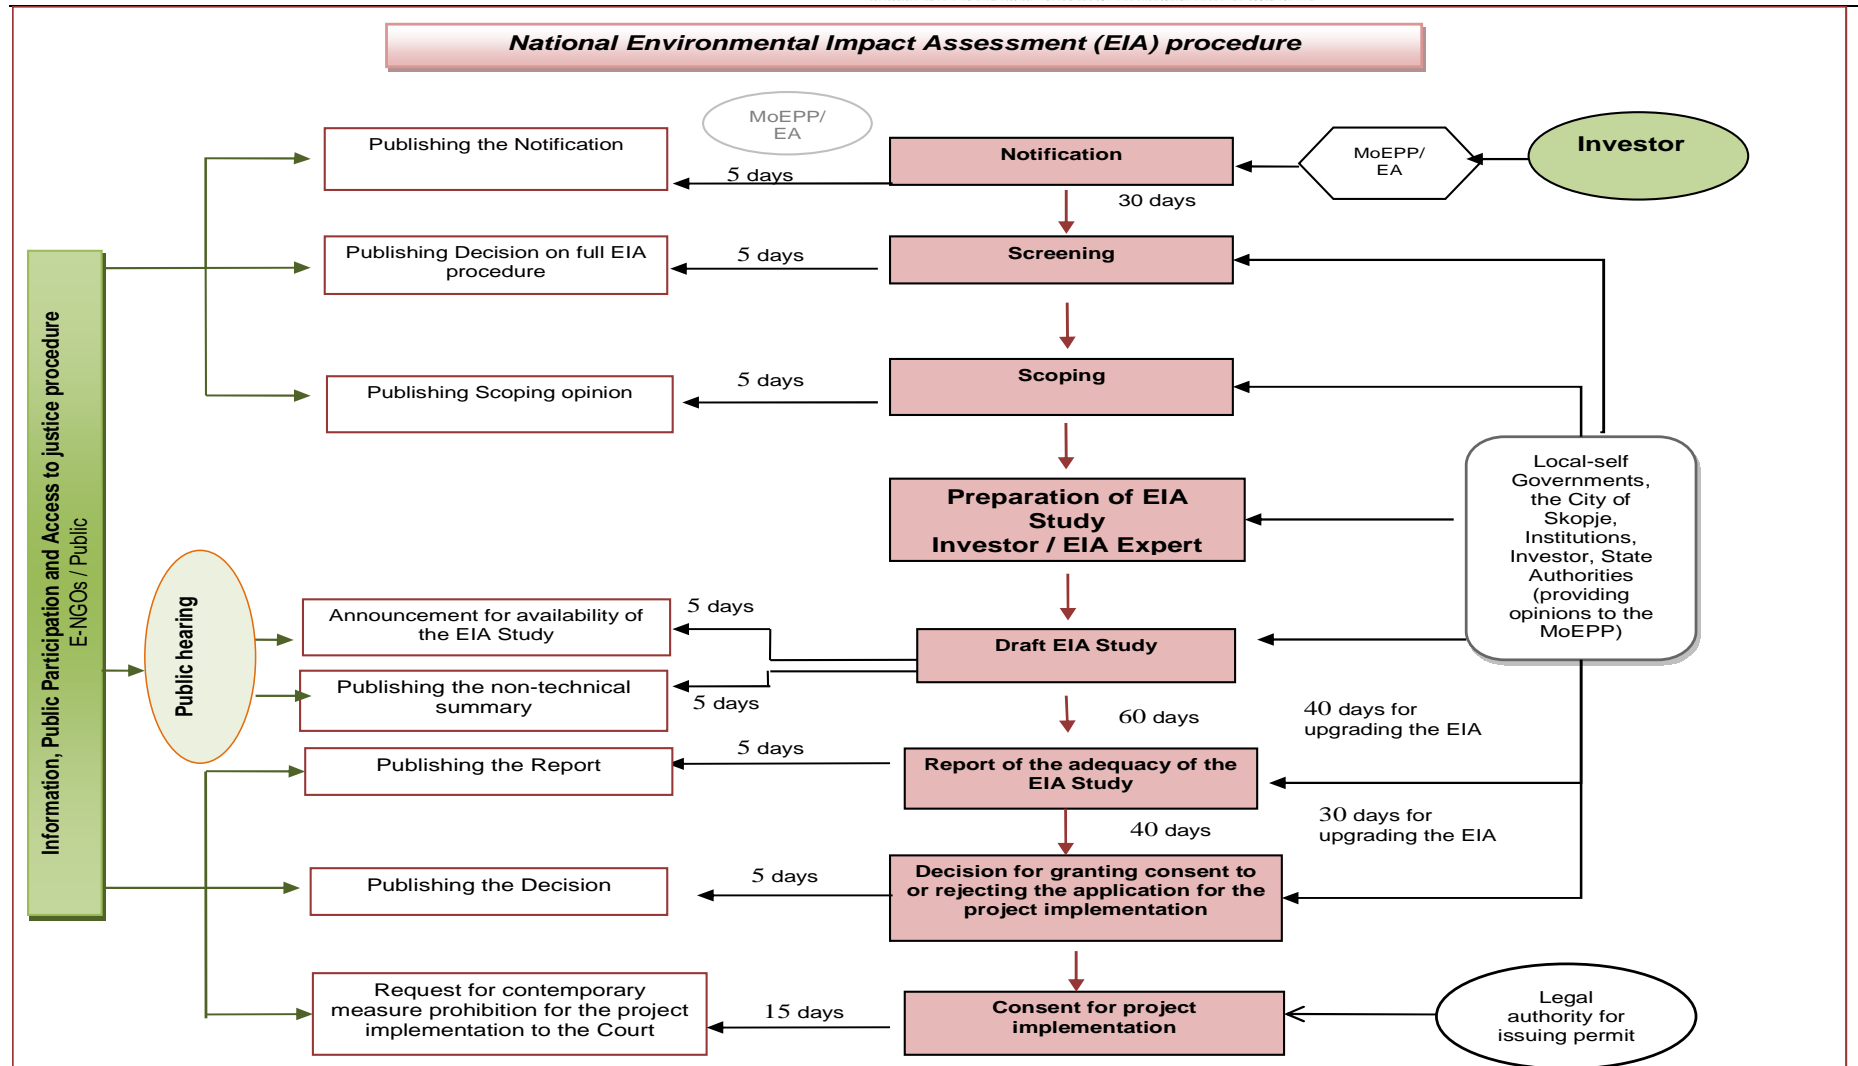 National Environmental Impact Assessment (EIA) procedure
MoEPP/
EA
Publishing the Notification
5 days
Notification
MoEPP/
EA
Investor
30 days
Publishing Decision on full EIA
procedure
5 days
Screening
Publishing Scoping opinion
5 days
Scoping
Information, Public Participation and Access to justice procedure
E-NGOs / Public
Preparation of EIA
Study
Investor / EIA Expert
Local-self
Governments,
the City of
Skopje,
Institutions,
Investor, State
Authorities
(providing
opinions to the
MoEPP)
Public hearing
Announcement for availability of
the EIA Study
5 days
Draft EIA Study
Publishing the non-technical
summary
5 days
60 days
40 days for
upgrading the EIA
Publishing the Report
5 days
Report of the adequacy of the
EIA Study
40 days
30 days for
upgrading the EIA
Publishing the Decision
5 days
Decision for granting consent to
or rejecting the application for the
project implementation
Request for contemporary
measure prohibition for the project
implementation to the Court
15 days
Consent for project
implementation
Legal
authority for
issuing permit